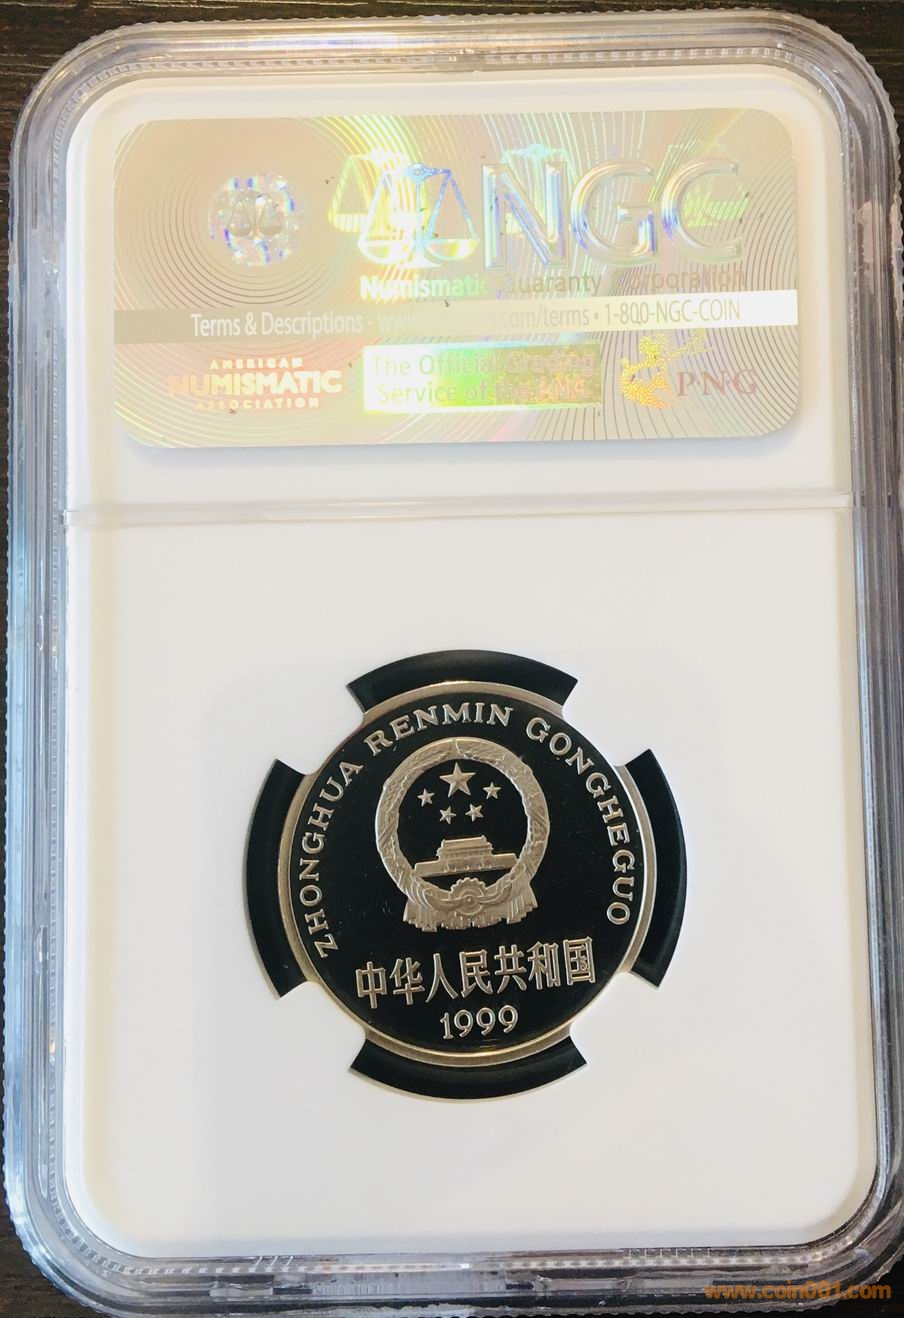 NGC
Numismatic Guaranty Corporation
Terms & Descriptions - www. .com/terms • 1-800-NGC-COIN
AMERICAN
NUMISMATIC
ASSOCIATION
The Official Grading
Service of the ANA
PNG
ZHONGHUA RENMIN GONGHEGUO
中华人民共和国
1999
www.coin001.com